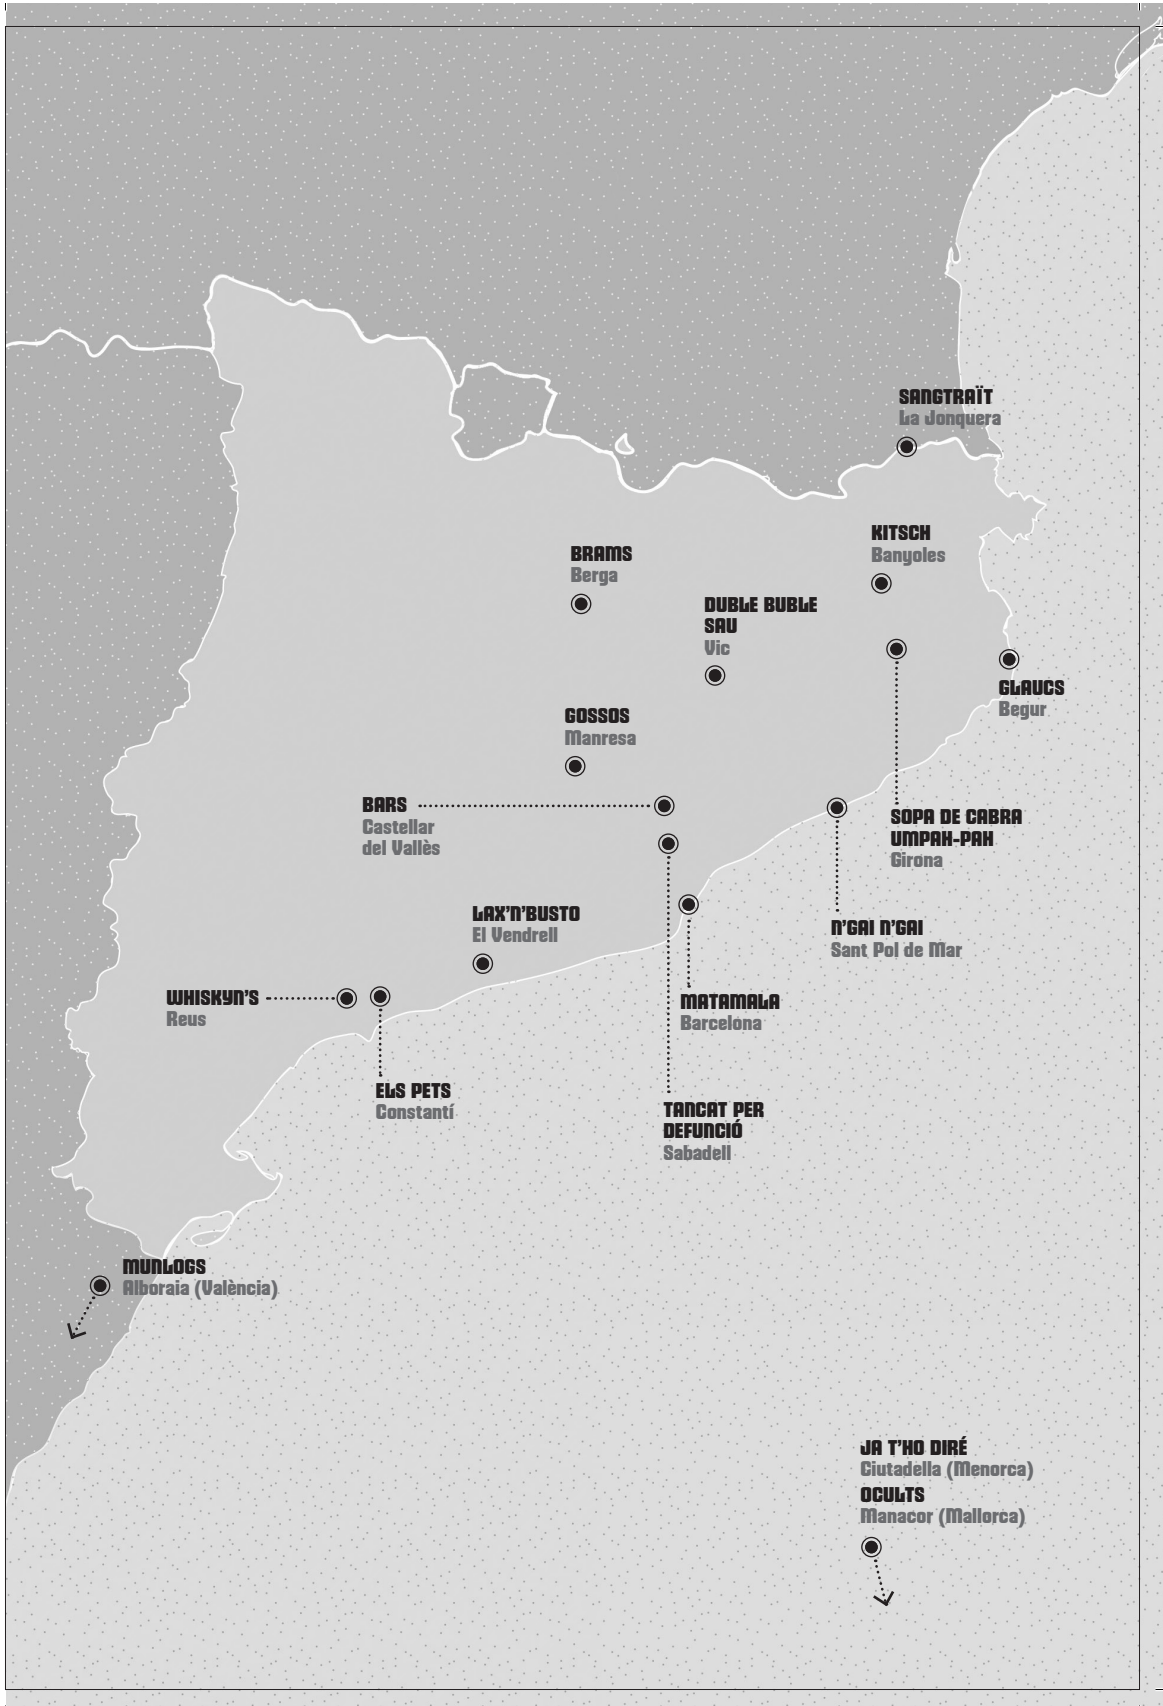 SANGTRAÏT
La Jonquera
KITSCH
Banyoles
BRAMS
Berga
DUBLE BUBLE
SAU
Vic
GLAUCS
Begur
GOSSOS
Manresa
BARS
Castellar
del Vallès
SOPA DE CABRA
UMPAH-PAH
Girona
LAX'N'BUSTO
El Vendrell
N'GAI N'GAI
Sant Pol de Mar
WHISKYN'S
Reus
MATAMALA
Barcelona
ELS PETS
Constantí
TANCAT PER
DEFUNCIÓ
Sabadell
MUNLOGS
Alboraia (València)
JA T'HO DIRÉ
Ciutadella (Menorca)
OCULTS
Manacor (Mallorca)